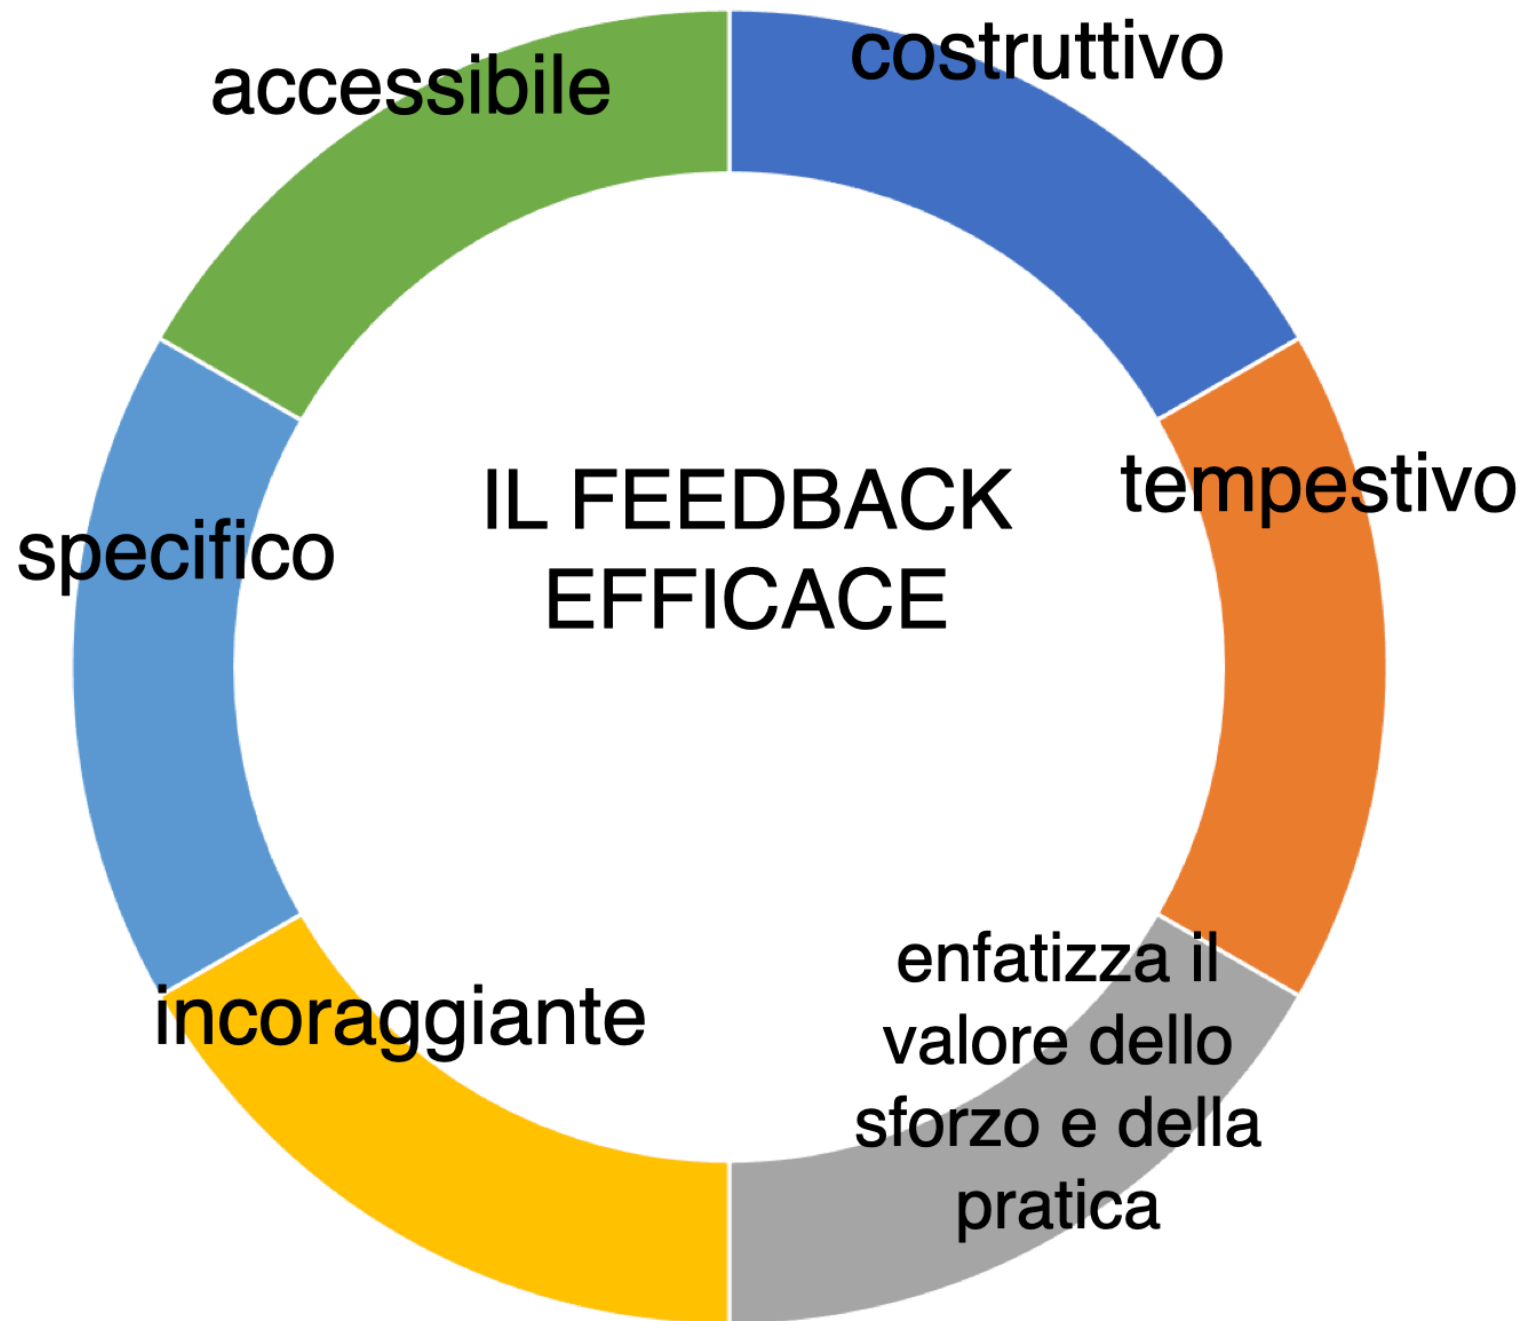 costruttivo
accessibile
tempestivo
IL FEEDBACK
EFFICACE
specifico
enfatizza il
valore dello
sforzo e della
pratica
incoraggiante